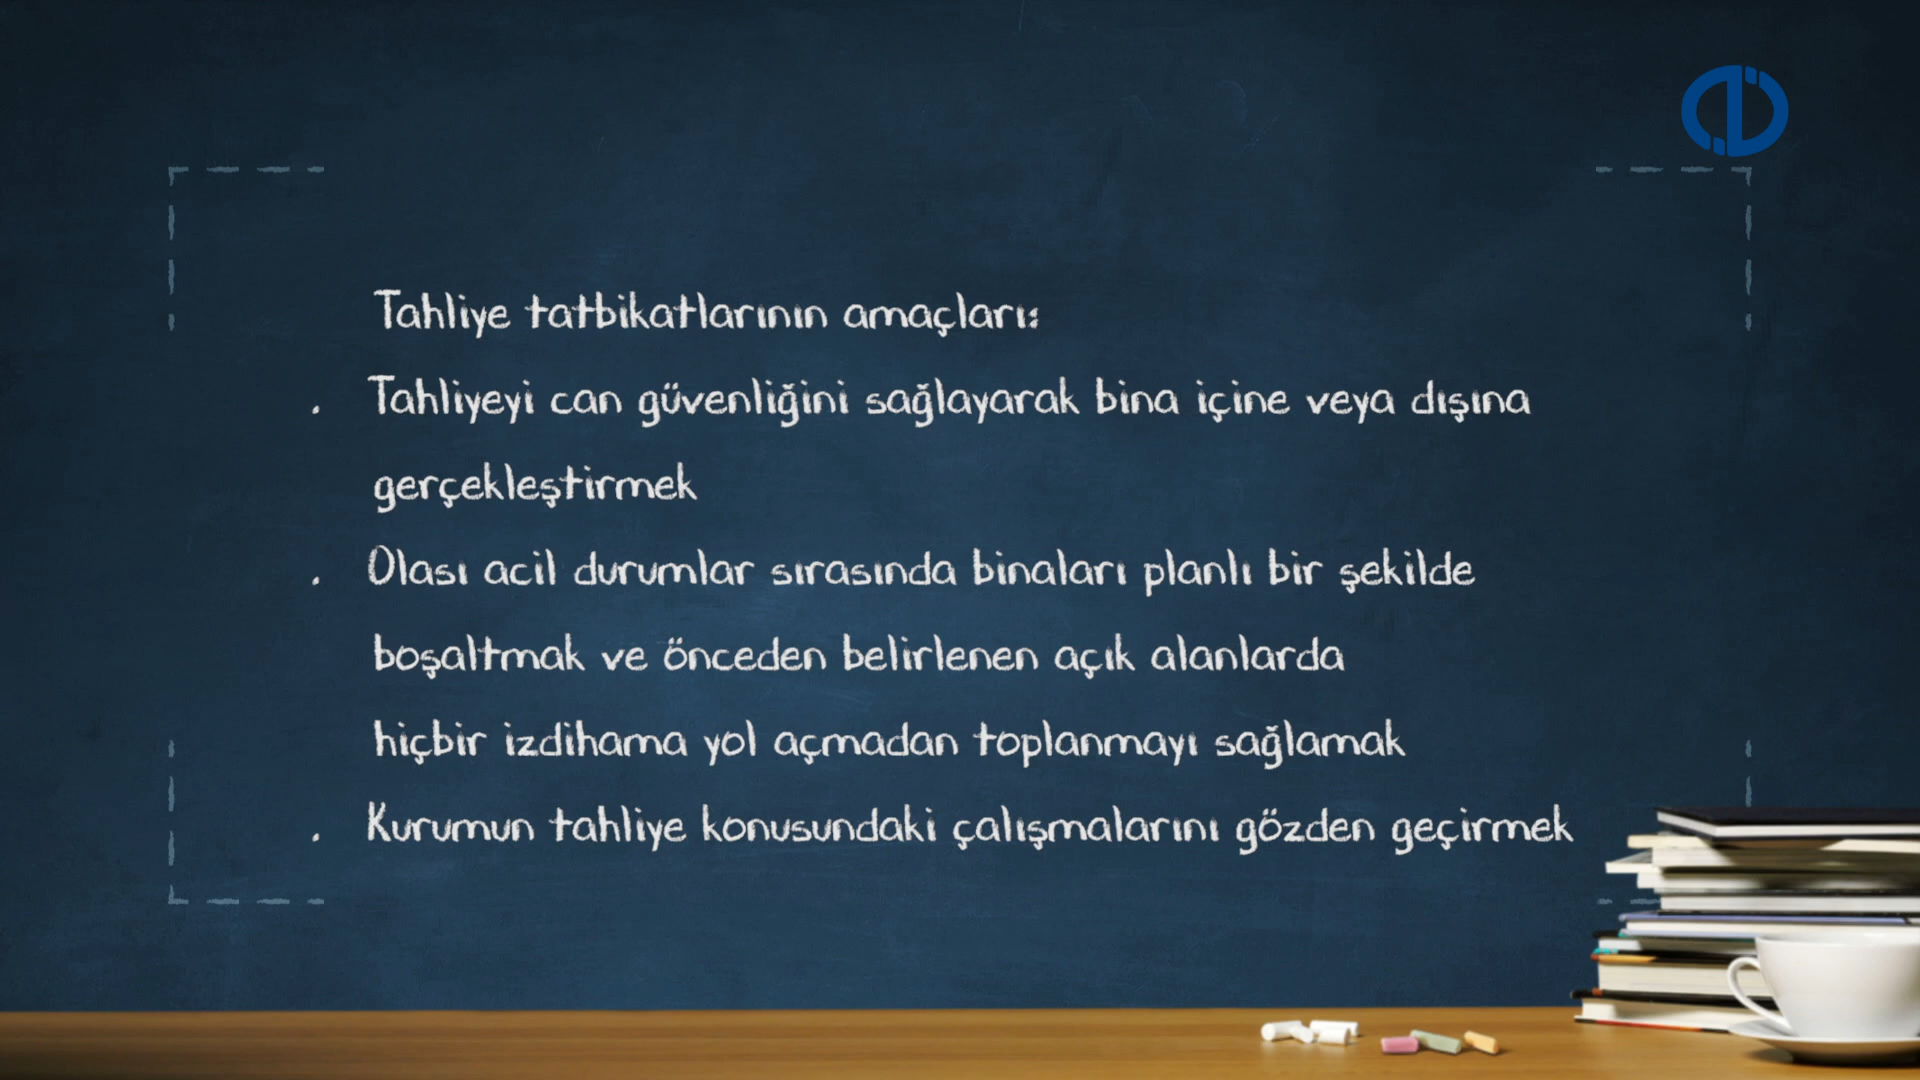 Tahliye tatbikatlarının amaçları:
. Tahliyeyi can güvenliğini sağlayarak bina içine veya dışına
gerçekleştirmek
. Olası acil durumlar sırasında binaları planlı bir şekilde
boşaltmak ve önceden belirlenen açık alanlarda
hiçbir izdihama yol açmadan toplanmayı sağlamak
. Kurumun tahliye konusundaki çalışmalarını gözden geçirmek